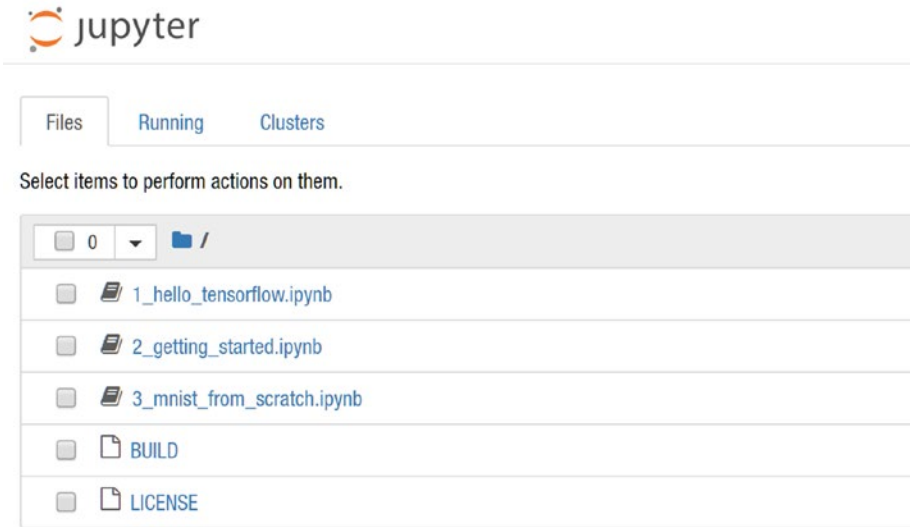 jupyter
Files Running Clusters
Select items to perform actions on them.
0 /
1_hello_tensorflow.ipynb
2_getting_started.ipynb
3_mnist_from_scratch.ipynb
BUILD
LICENSE